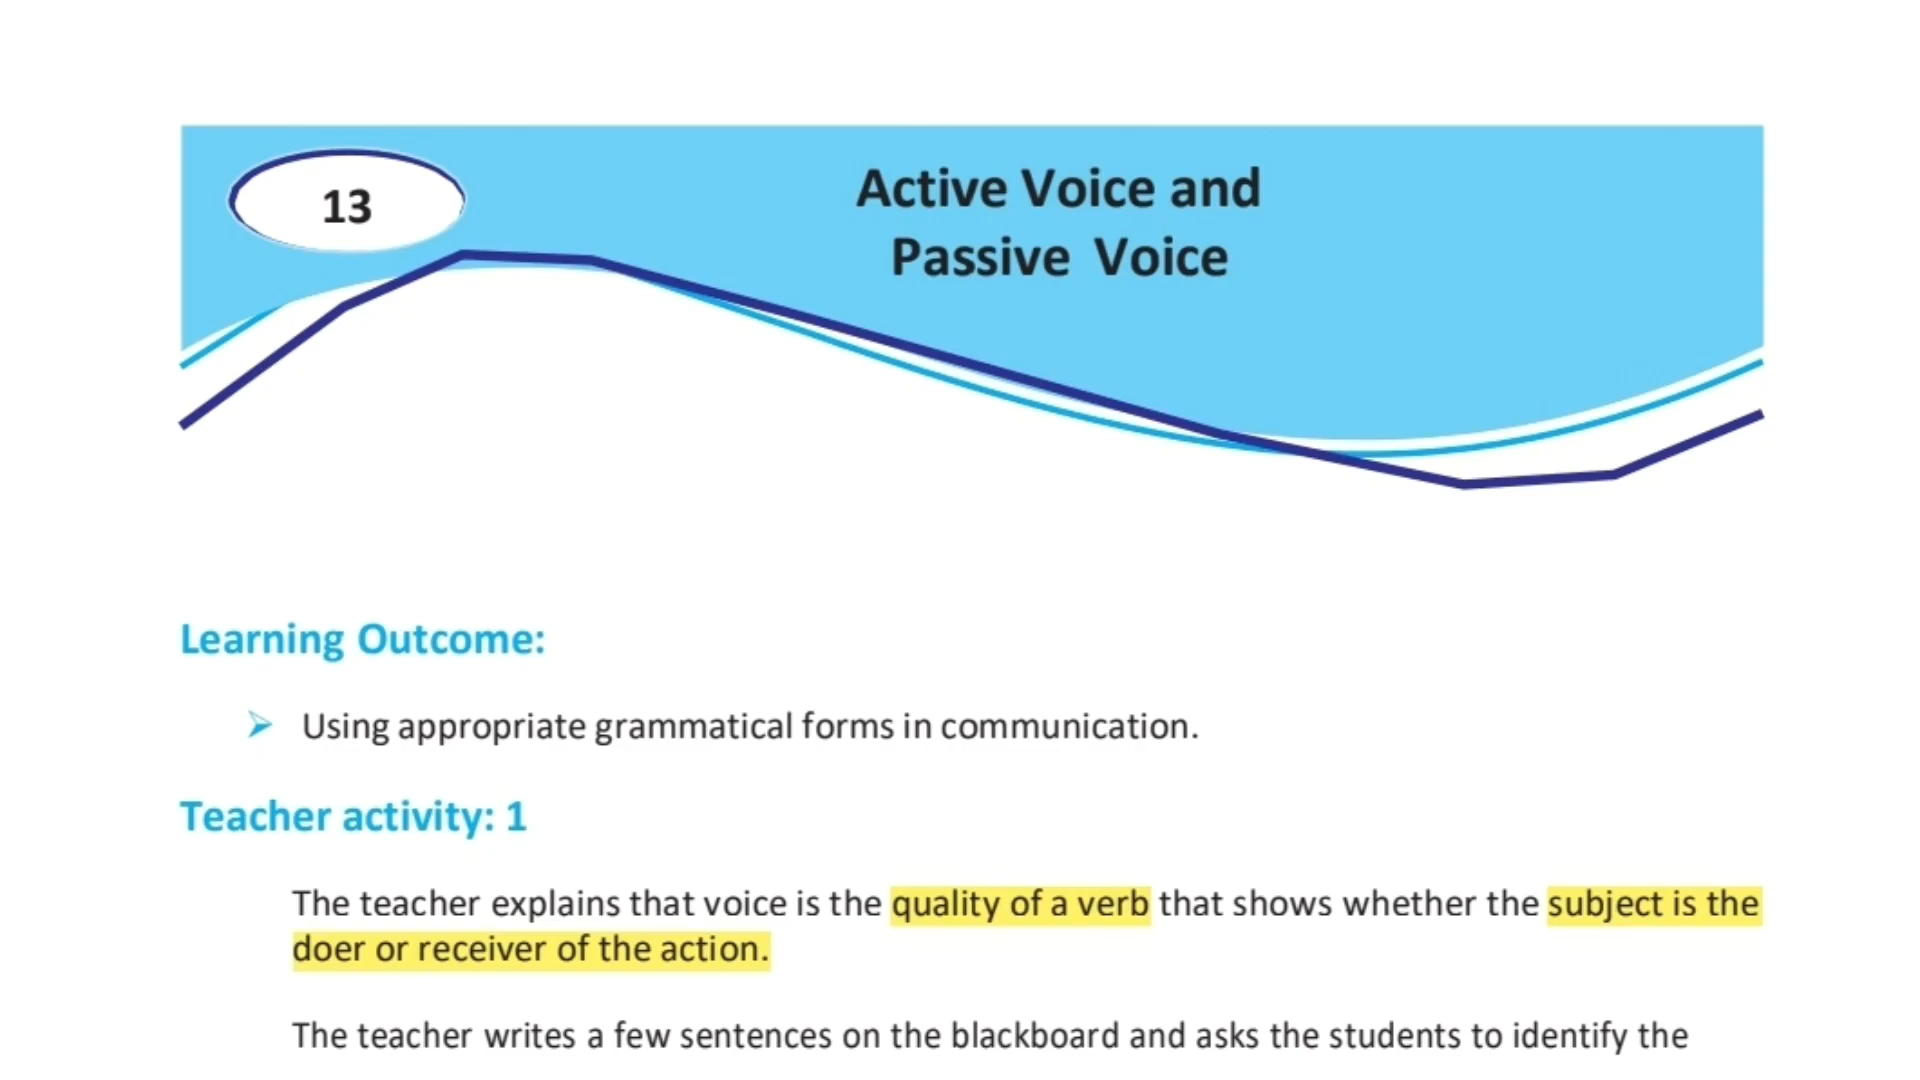 13
Active Voice and
Passive Voice
Learning Outcome:
Using appropriate grammatical forms in communication.
Teacher activity: 1
The teacher explains that voice is the quality of a verb that shows whether the subject is the
doer or receiver of the action.
The teacher writes a few sentences on the blackboard and asks the students to identify the